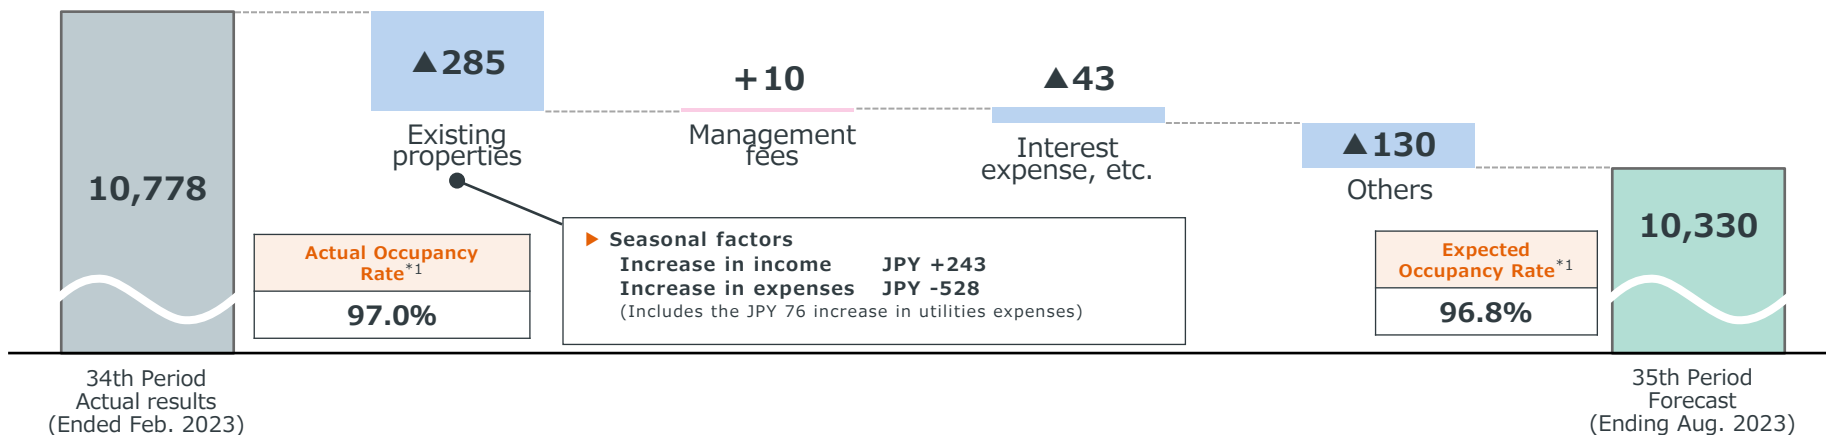 10,778
▲285
Existing
properties
+10
Management
fees
▲43
Interest
expense, etc.
▲130
Others
10,330
Actual Occupancy
Rate*1
97.0%
▶ Seasonal factors
Increase in income JPY +243
Increase in expenses JPY -528
(Includes the JPY 76 increase in utilities expenses)
Expected
Occupancy Rate*1
96.8%
34th Period
Actual results
(Ended Feb. 2023)
35th Period
Forecast
(Ending Aug. 2023)